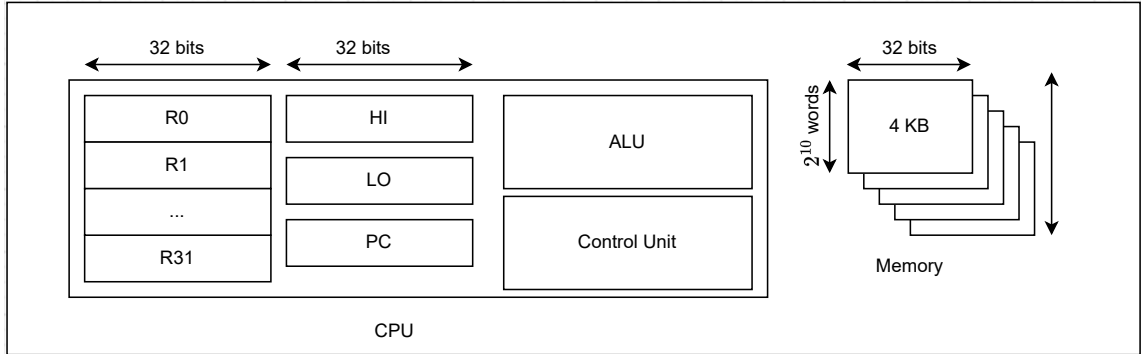 32 bits
32 bits
32 bits
R0
R1
...
R31
HI
LO
PC
ALU
Control Unit
CPU
2^10 words
4 KB
Memory